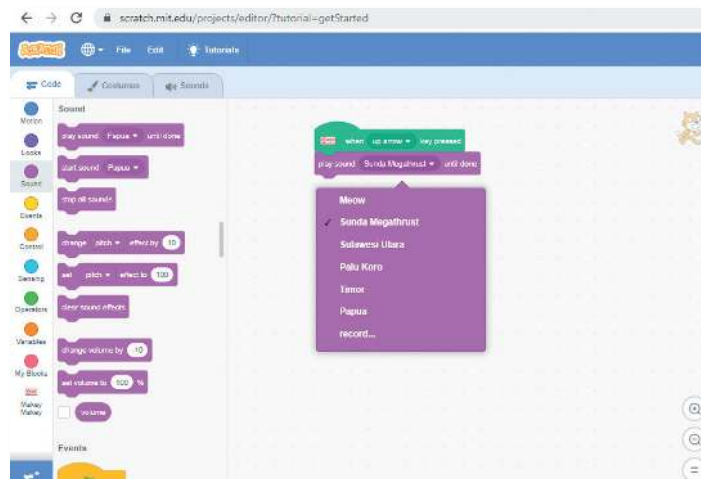 scratch.mit.edu/projects/editor/?tutorial=getStarted
SCRATCH File Edit Tutorials
Code Costumes Sounds
Motion
Looks
Sound
Events
Control
Sensing
Operators
Variables
My Blocks
Makey
Makey
Sound
play sound Papua until done
start sound Papua
stop all sounds
change pitch effect by 10
set pitch effect to 100
clear sound effects
change volume by -10
set volume to 100 %
volume
Events
when up arrow key pressed
play sound Sunda Megathrust until done
Meow
✓ Sunda Megathrust
Sulawesi Utara
Palu Koro
Timor
Papua
record...